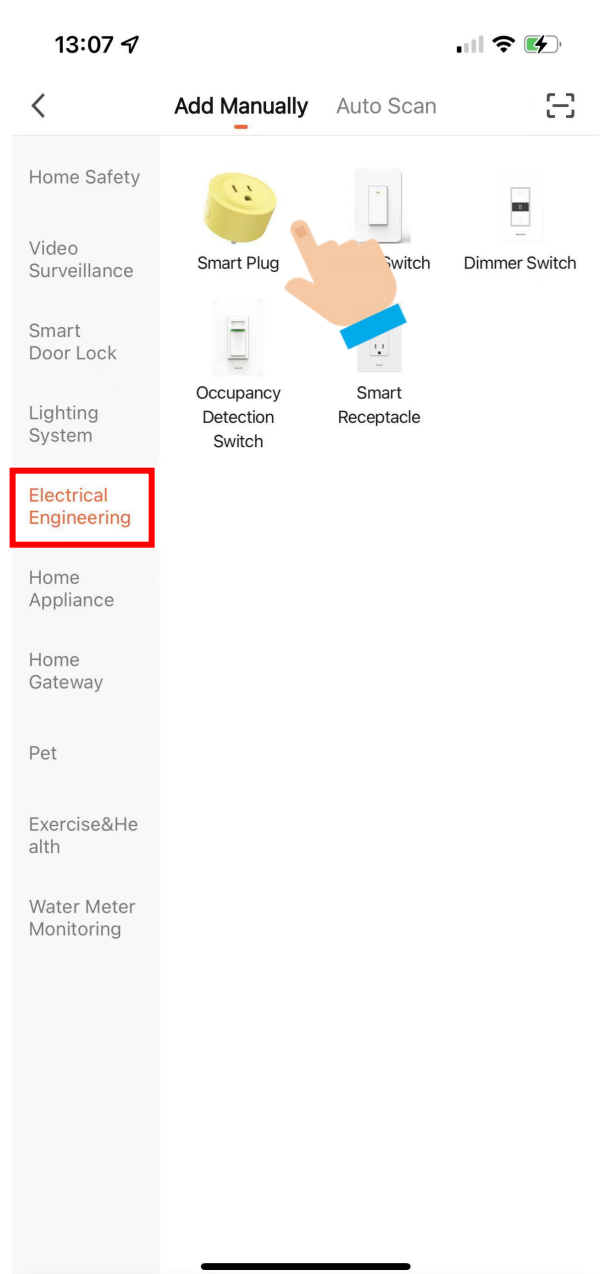 13:07
Add Manually
Auto Scan
Home Safety
Video
Surveillance
Smart
Door Lock
Lighting
System
Electrical
Engineering
Home
Appliance
Home
Gateway
Pet
Exercise&He
alth
Water Meter
Monitoring
Smart Plug
Switch
Dimmer Switch
Occupancy
Detection
Switch
Smart
Receptacle